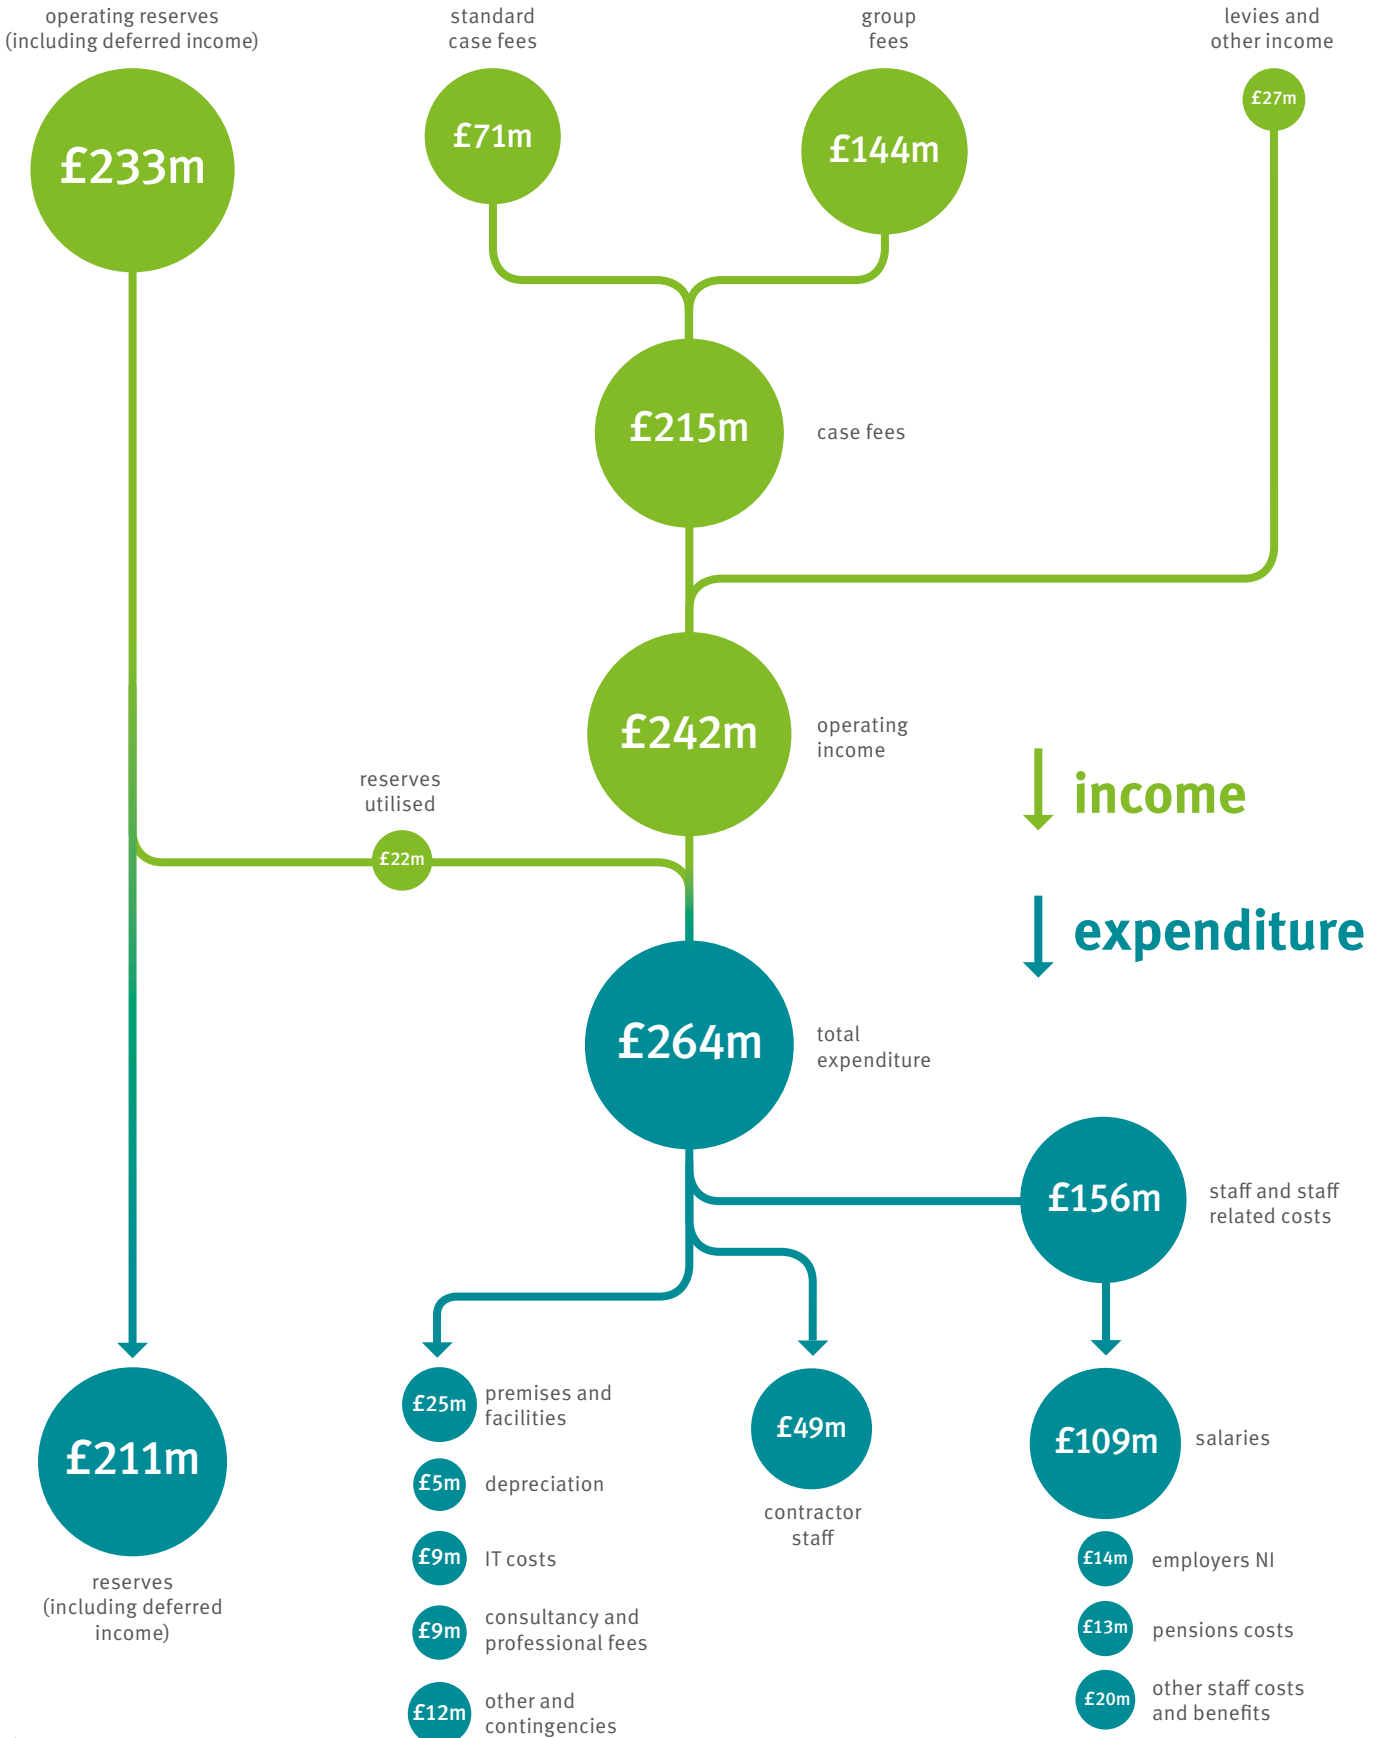 operating reserves
(including deferred income)
standard
case fees
group
fees
levies and
other income
£233m
£71m
£144m
£27m
£215m
case fees
£242m
operating
income
reserves
utilised
£22m
income
expenditure
£264m
total
expenditure
£156m
staff and staff
related costs
£211m
reserves
(including deferred
income)
£25m
premises and
facilities
£5m
depreciation
£9m
IT costs
£9m
consultancy and
professional fees
£12m
other and
contingencies
£49m
contractor
staff
£109m
salaries
£14m
employers NI
£13m
pensions costs
£20m
other staff costs
and benefits